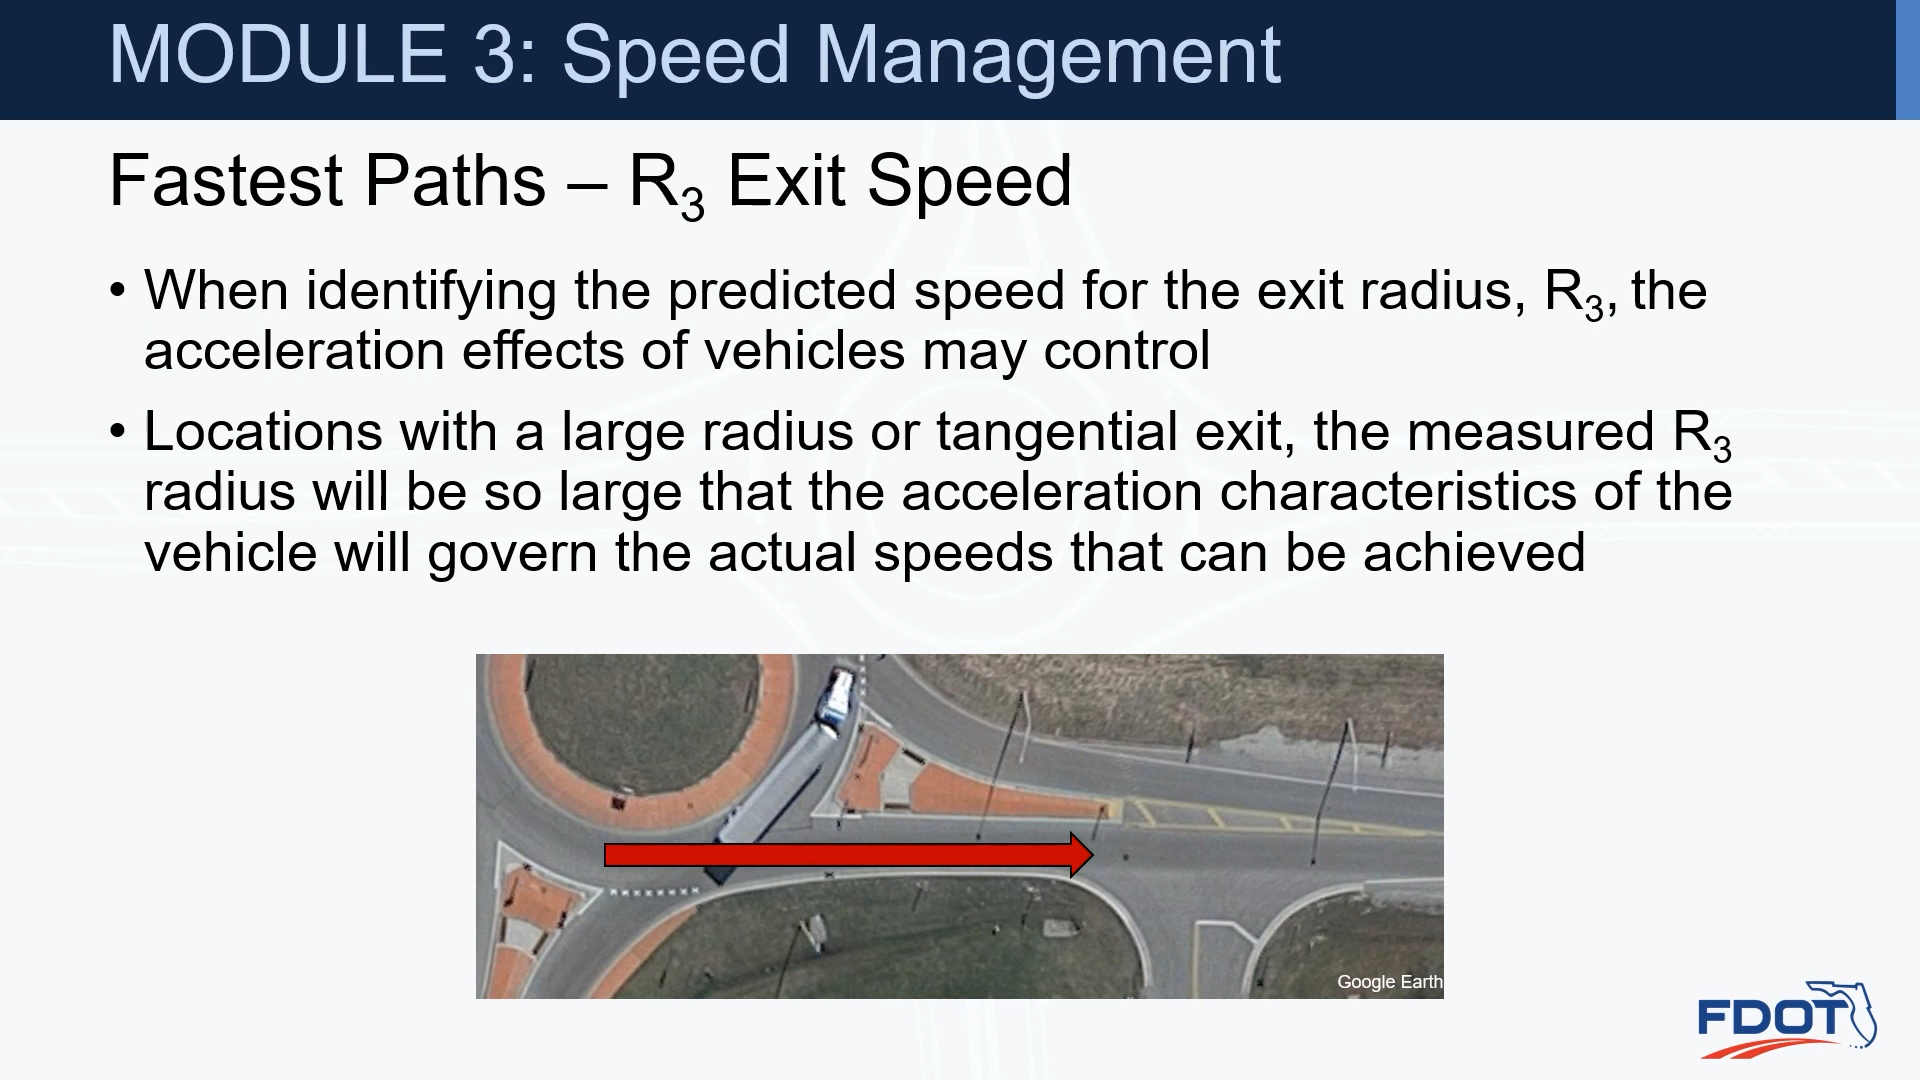 MODULE 3: Speed Management
Fastest Paths – R₃ Exit Speed
• When identifying the predicted speed for the exit radius, R₃, the
acceleration effects of vehicles may control
• Locations with a large radius or tangential exit, the measured R₃
radius will be so large that the acceleration characteristics of the
vehicle will govern the actual speeds that can be achieved
Google Earth
FDOT